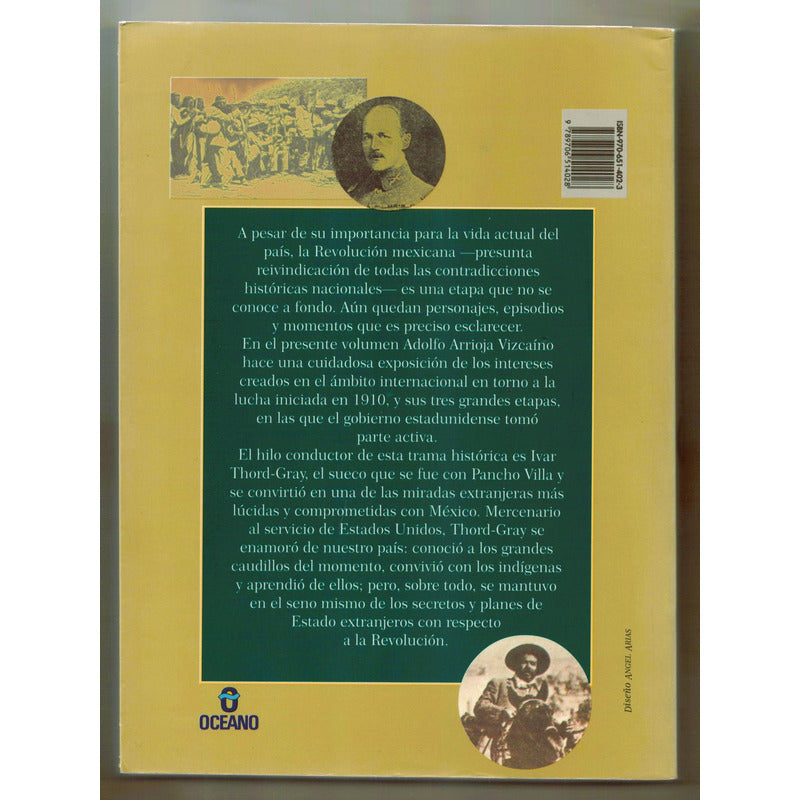 ISBN-970-651-402-3
9 789706 514028
A pesar de su importancia para la vida actual del
país, la Revolución mexicana —presunta
reivindicación de todas las contradicciones
históricas nacionales— es una etapa que no se
conoce a fondo. Aún quedan personajes, episodios
y momentos que es preciso esclarecer.
En el presente volumen Adolfo Arrioja Vizcaíno
hace una cuidadosa exposición de los intereses
creados en el ámbito internacional en torno a la
lucha iniciada en 1910, y sus tres grandes etapas,
en las que el gobierno estadunidense tomó
parte activa.
El hilo conductor de esta trama histórica es Ivar
Thord-Gray, el sueco que se fue con Pancho Villa y
se convirtió en una de las miradas extranjeras más
lúcidas y comprometidas con México. Mercenario
al servicio de Estados Unidos, Thord-Gray se
enamoró de nuestro país: conoció a los grandes
caudillos del momento, convivió con los indígenas
y aprendió de ellos; pero, sobre todo, se mantuvo
en el seno mismo de los secretos y planes de
Estado extranjeros con respecto
a la Revolución.
OCEANO
Diseño ANGEL ARIAS